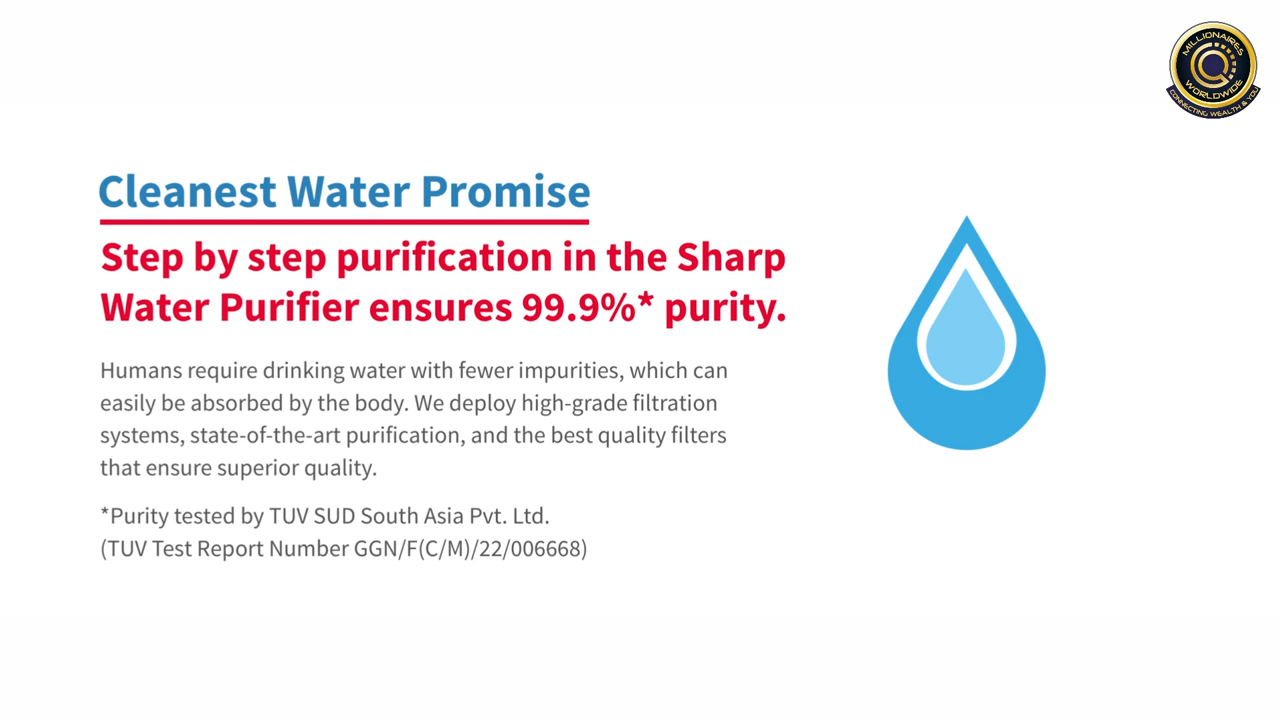 MILLIONAIRES
WORLDWIDE
CONNECTING WEALTH & YOU
Cleanest Water Promise
Step by step purification in the Sharp
Water Purifier ensures 99.9%* purity.
Humans require drinking water with fewer impurities, which can
easily be absorbed by the body. We deploy high-grade filtration
systems, state-of-the-art purification, and the best quality filters
that ensure superior quality.
*Purity tested by TUV SUD South Asia Pvt. Ltd.
(TUV Test Report Number GGN/F(C/M)/22/006668)